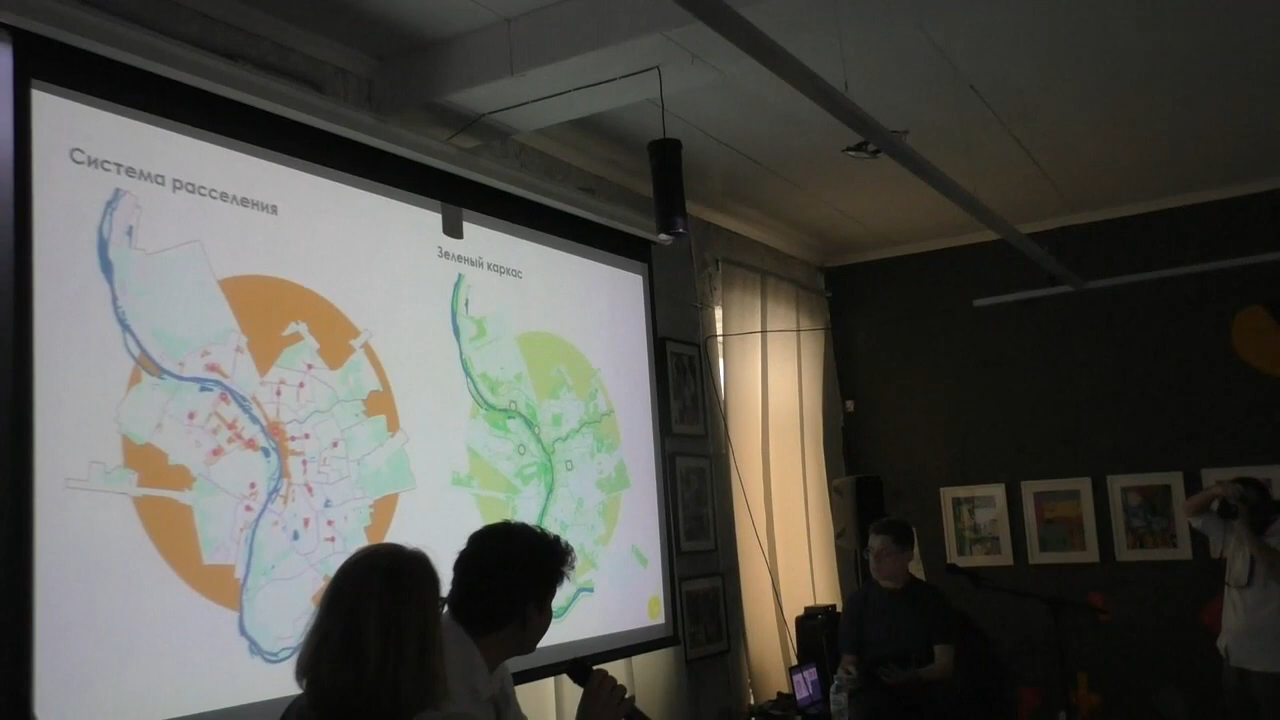 Система расселения
Зеленый каркас